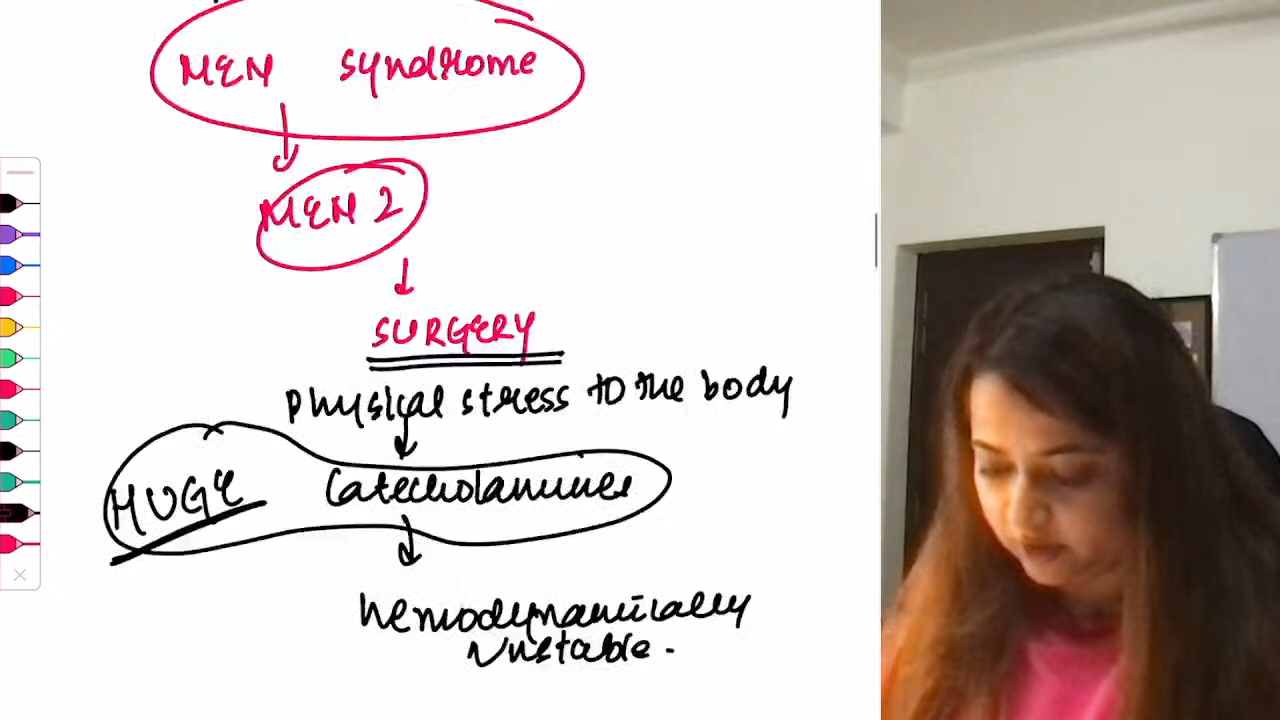 MEN syndrome
MEN 2
SURGERY
Physical stress to the body
HUGE Catecholamines
hemodynamically
Unstable.